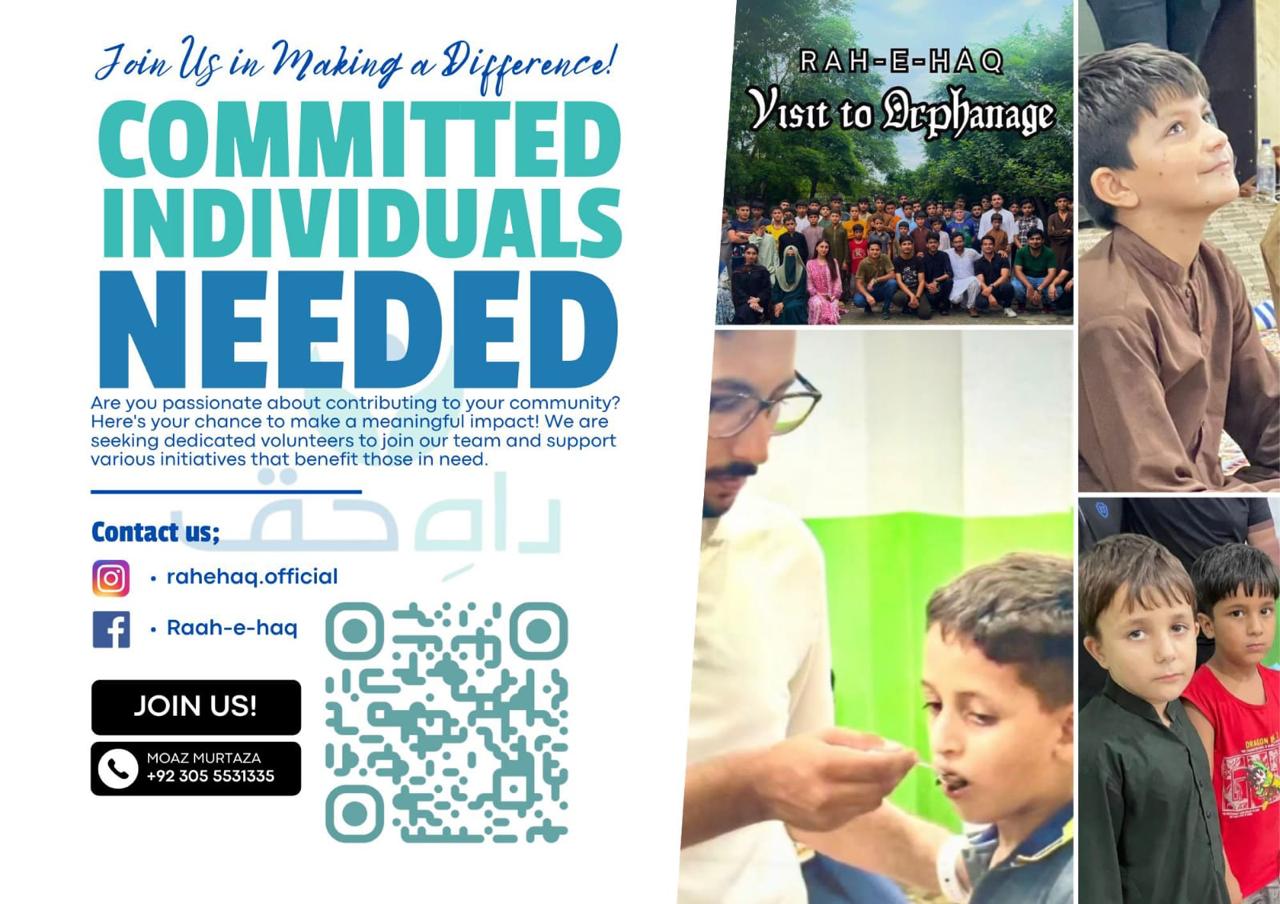 Join Us in Making a Difference!
COMMITTED
INDIVIDUALS
NEEDED
Are you passionate about contributing to your community?
Here's your chance to make a meaningful impact! We are
seeking dedicated volunteers to join our team and support
various initiatives that benefit those in need.
راہِ حق
Contact us;
• rahehaq.official
• Raah-e-haq
JOIN US!
MOAZ MURTAZA
+92 305 5531335
RAH-E-HAQ
Visit to Orphanage